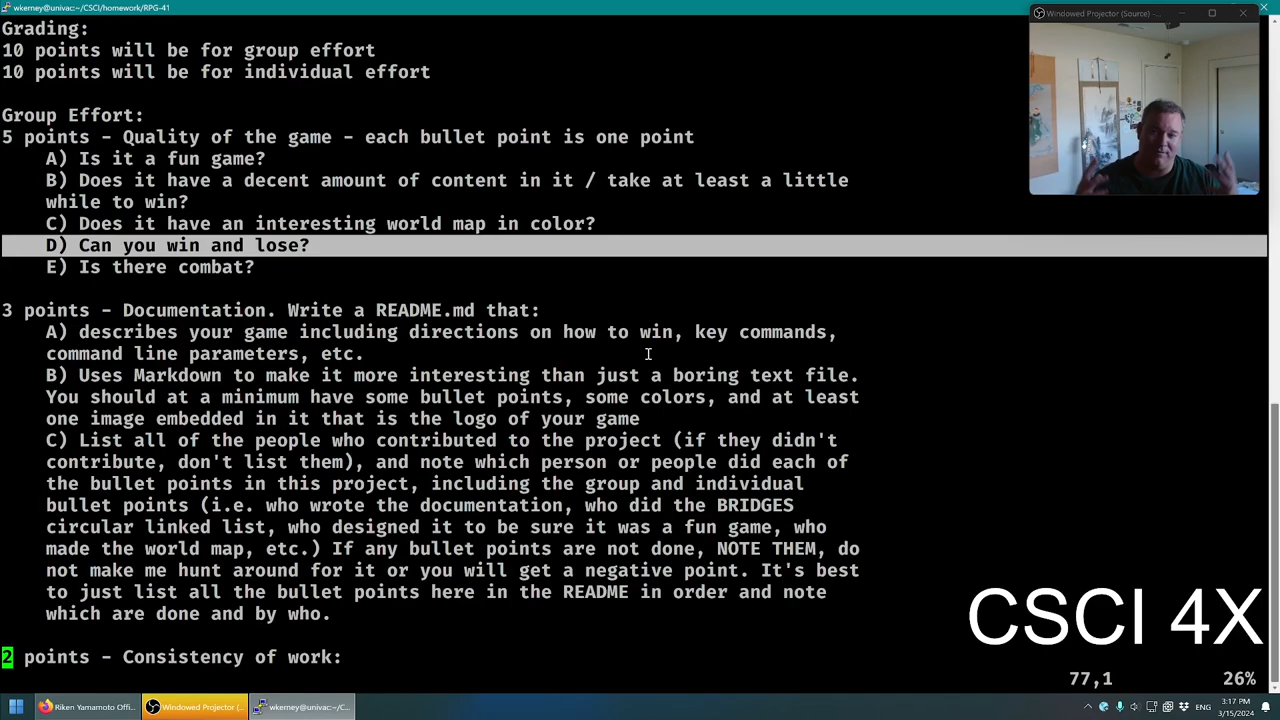 wkerney@univac:~/CSCI/homework/RPG-41
Windowed Projector (Source) -...
Grading:
10 points will be for group effort
10 points will be for individual effort
Group Effort:
5 points - Quality of the game - each bullet point is one point
A) Is it a fun game?
B) Does it have a decent amount of content in it / take at least a little
while to win?
C) Does it have an interesting world map in color?
D) Can you win and lose?
E) Is there combat?
3 points - Documentation. Write a README.md that:
A) describes your game including directions on how to win, key commands,
command line parameters, etc.
B) Uses Markdown to make it more interesting than just a boring text file.
You should at a minimum have some bullet points, some colors, and at least
one image embedded in it that is the logo of your game
C) List all of the people who contributed to the project (if they didn't
contribute, don't list them), and note which person or people did each of
the bullet points in this project, including the group and individual
bullet points (i.e. who wrote the documentation, who did the BRIDGES
circular linked list, who designed it to be sure it was a fun game, who
made the world map, etc.) If any bullet points are not done, NOTE THEM, do
not make me hunt around for it or you will get a negative point. It's best
to just list all the bullet points here in the README in order and note
which are done and by who.
2 points - Consistency of work:
CSCI 4X
77,1 26%
Riken Yamamoto Offi...
Windowed Projector (...
wkerney@univac:~/C...
ENG
3:17 PM
3/15/2024